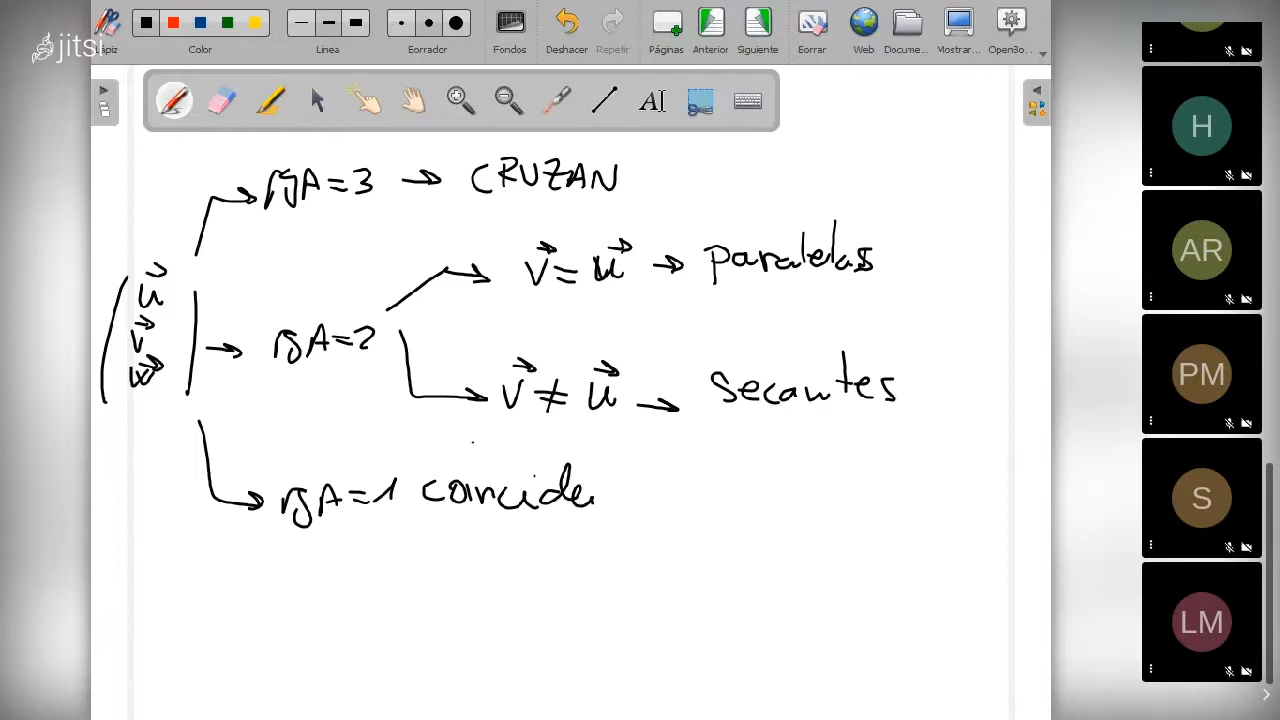 jitsi
Lápiz Color Línea Borrador Fondos Deshacer Repetir Páginas Anterior Siguiente Borrar Web Docume... Mostrar... OpenBo...
rgA=3 → CRUZAN
v = u → paralelas
u
v
w
rgA=2
v ≠ u → secantes
rgA=1 coincide
H
AR
PM
S
LM